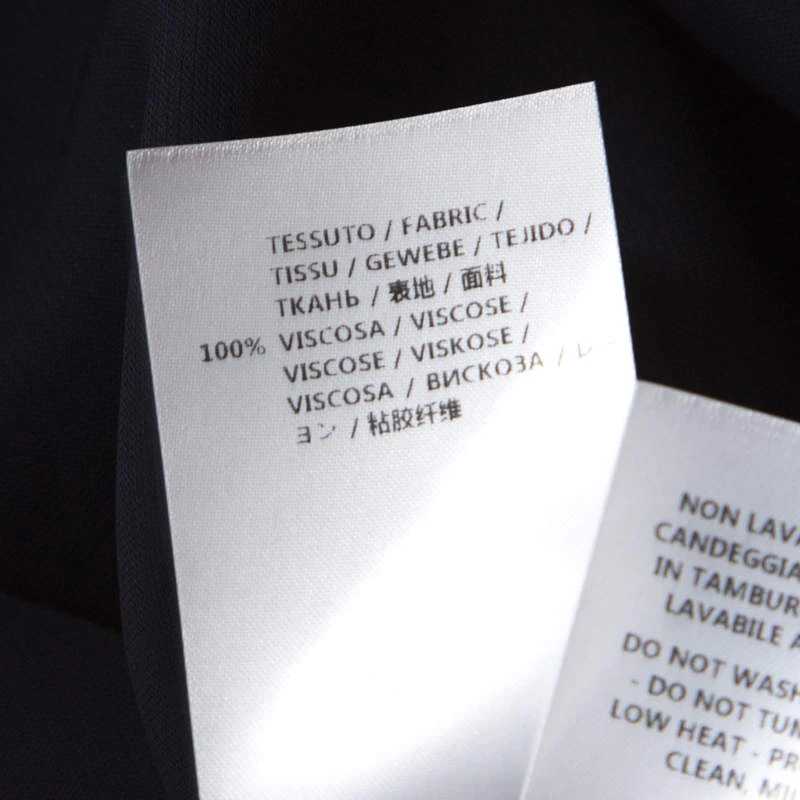 TESSUTO / FABRIC /
TISSU / GEWEBE / TEJIDO /
ТКАНЬ / 表地 / 面料
100% VISCOSA / VISCOSE /
VISCOSE / VISKOSE /
VISCOSA / ВИСКОЗА / レー
ヨン / 粘胶纤维
NON LAVA
CANDEGGIA
IN TAMBUR
LAVABILE A
DO NOT WASH
- DO NOT TUM
LOW HEAT - PR
CLEAN, MI